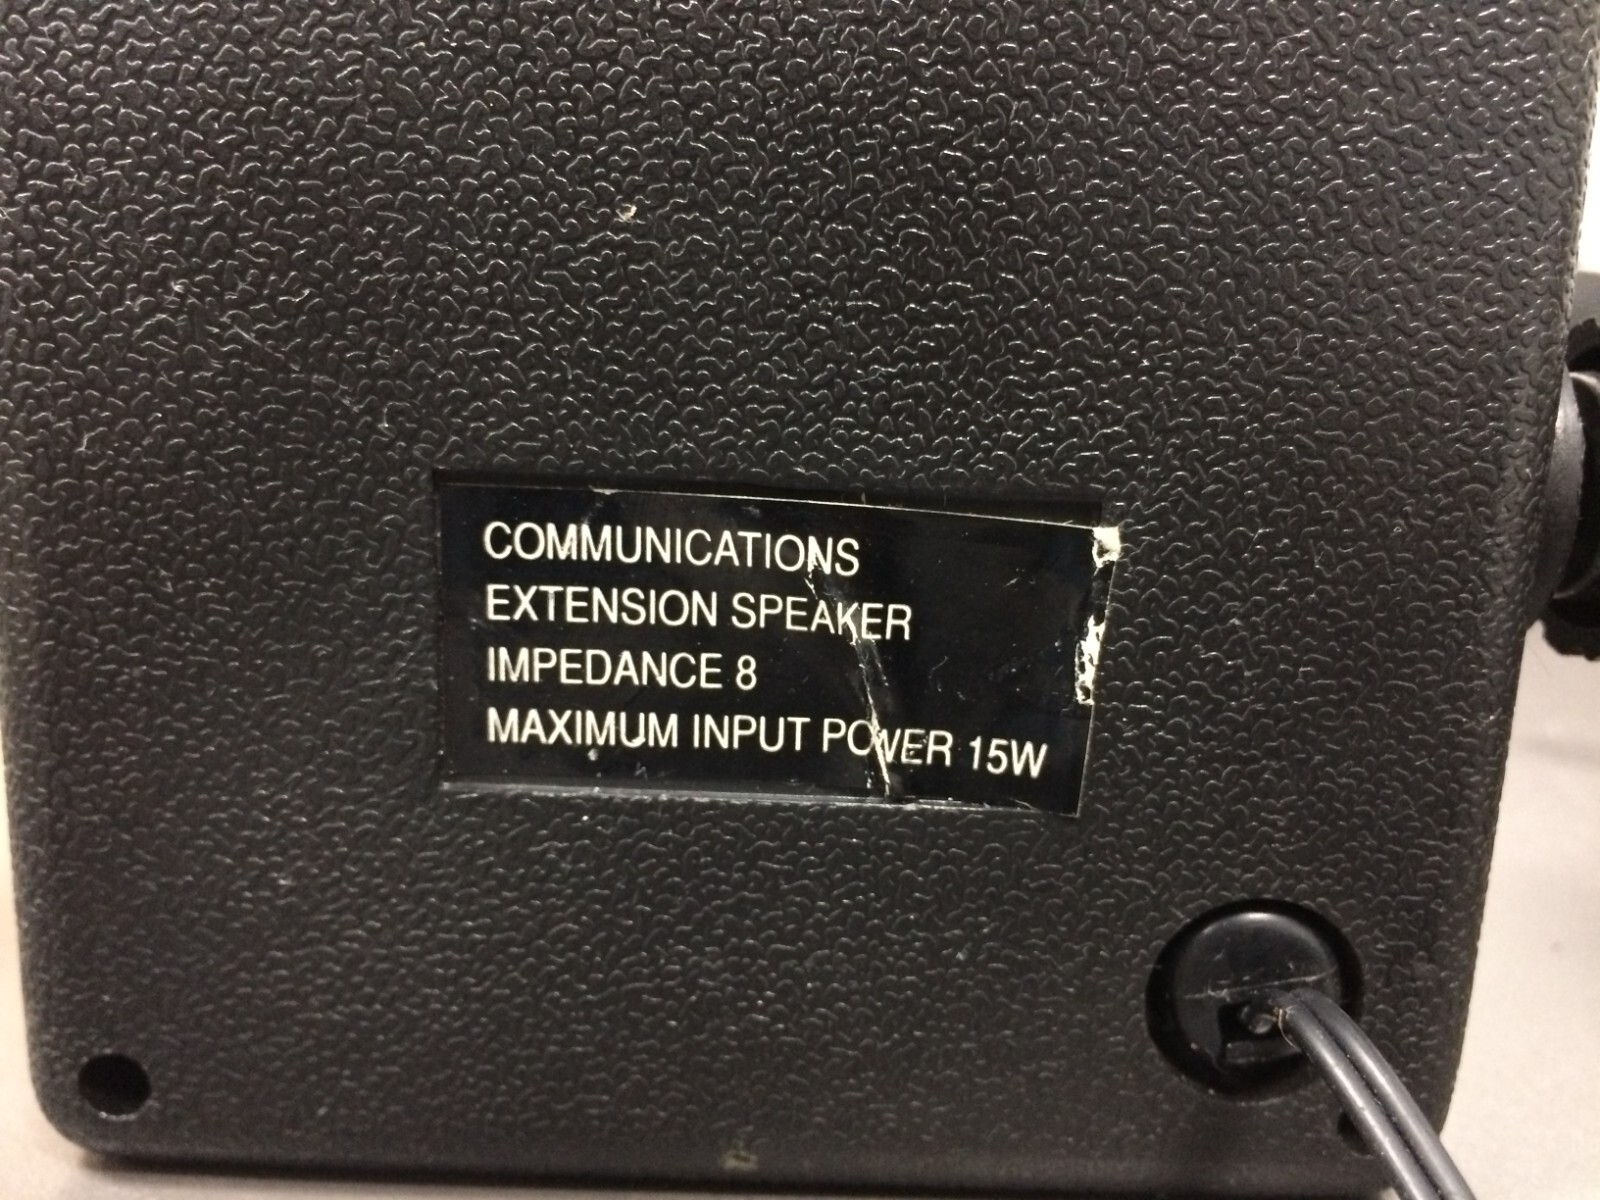 COMMUNICATIONS
EXTENSION SPEAKER
IMPEDANCE 8
MAXIMUM INPUT POWER 15W